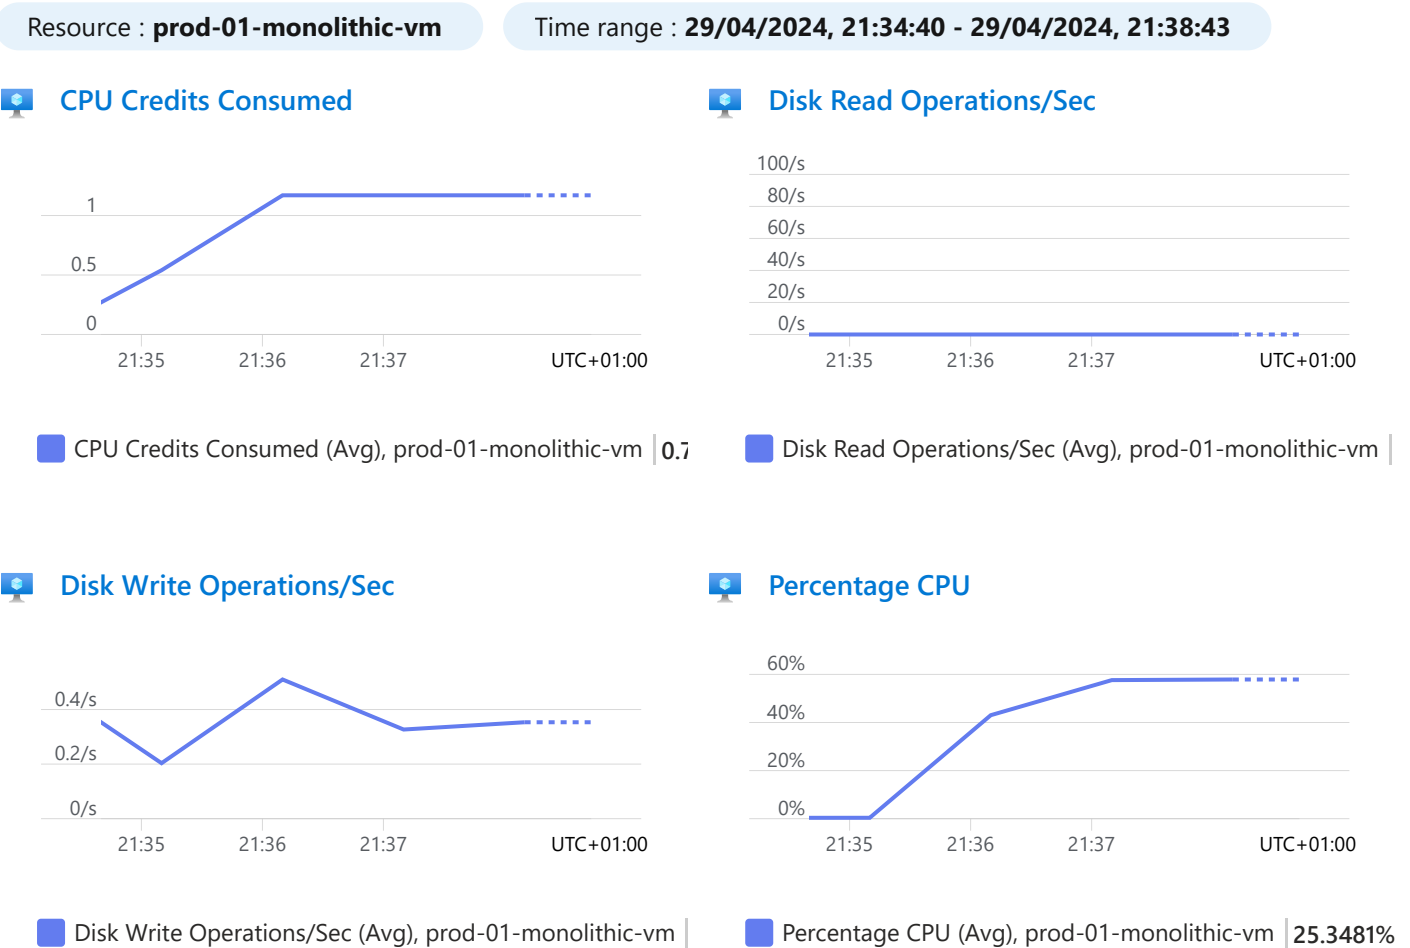 Resource : prod-01-monolithic-vm
Time range : 29/04/2024, 21:34:40 - 29/04/2024, 21:38:43
CPU Credits Consumed
1
0.5
0
21:35 21:36 21:37 UTC+01:00
CPU Credits Consumed (Avg), prod-01-monolithic-vm 0.7
Disk Read Operations/Sec
100/s
80/s
60/s
40/s
20/s
0/s
21:35 21:36 21:37 UTC+01:00
Disk Read Operations/Sec (Avg), prod-01-monolithic-vm
Disk Write Operations/Sec
0.4/s
0.2/s
0/s
21:35 21:36 21:37 UTC+01:00
Disk Write Operations/Sec (Avg), prod-01-monolithic-vm
Percentage CPU
60%
40%
20%
0%
21:35 21:36 21:37 UTC+01:00
Percentage CPU (Avg), prod-01-monolithic-vm 25.3481%